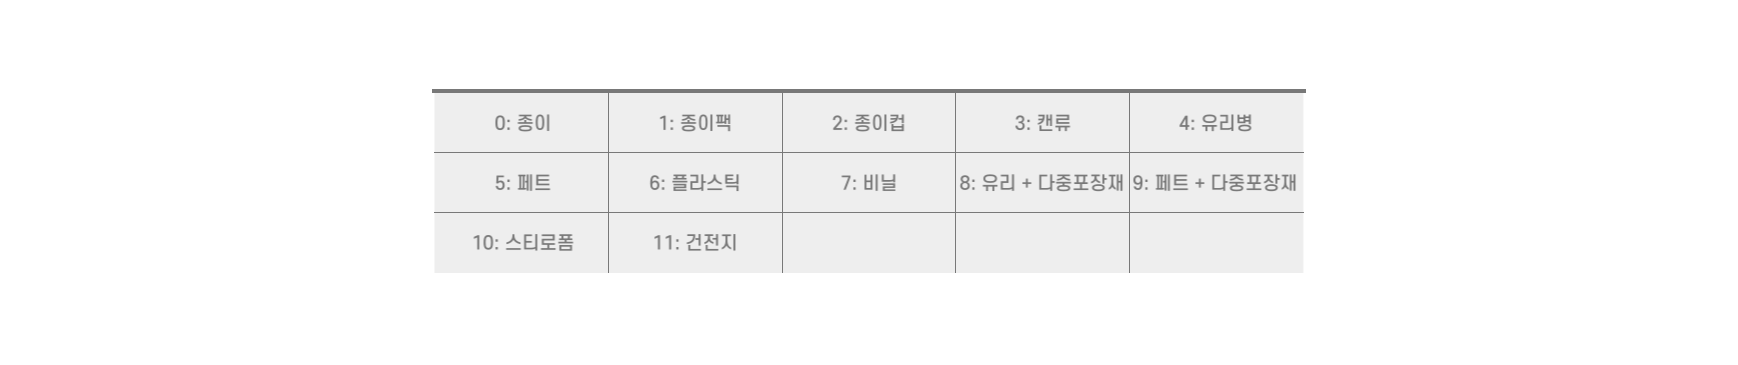 0: 종이 1: 종이팩 2: 종이컵 3: 캔류 4: 유리병
5: 페트 6: 플라스틱 7: 비닐 8: 유리 + 다중포장재 9: 페트 + 다중포장재
10: 스티로폼 11: 건전지